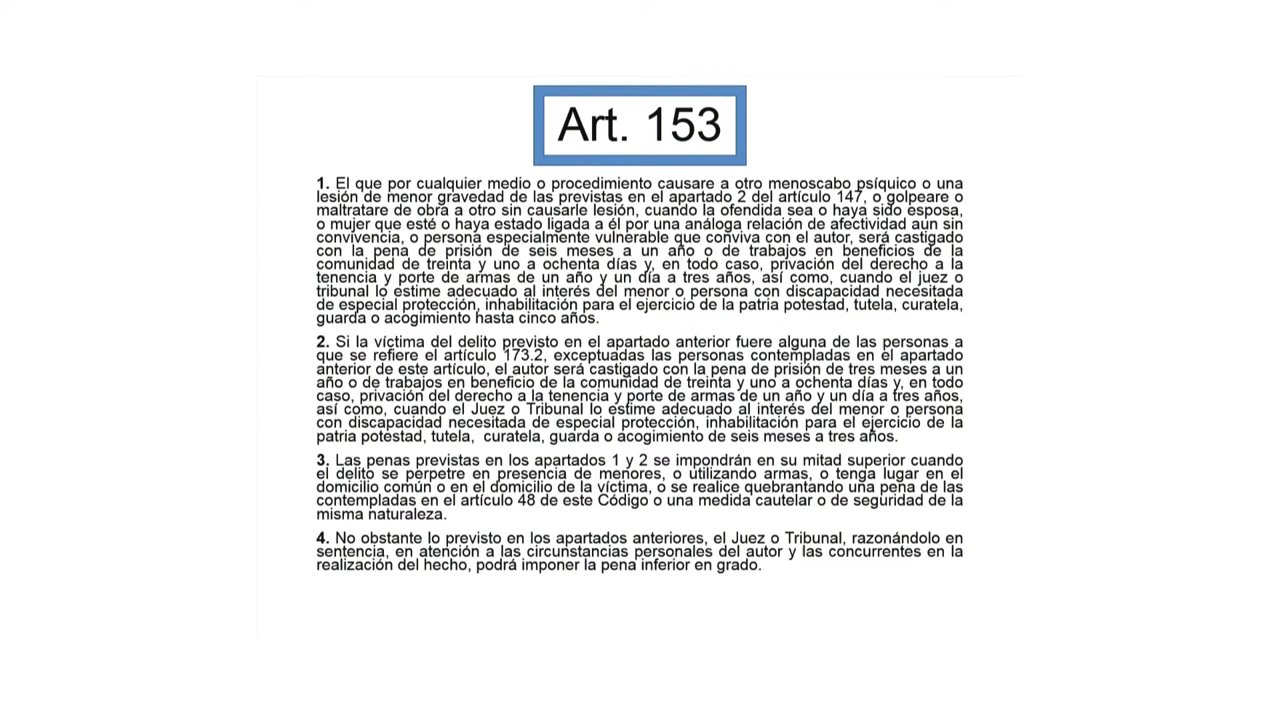 Art. 153
1. El que por cualquier medio o procedimiento causare a otro menoscabo psíquico o una
lesión de menor gravedad de las previstas en el apartado 2 del artículo 147, o golpeare o
maltratare de obra a otro sin causarle lesión, cuando la ofendida sea o haya sido esposa,
o mujer que esté o haya estado ligada a él por una análoga relación de afectividad aun sin
convivencia, o persona especialmente vulnerable que conviva con el autor, será castigado
con la pena de prisión de seis meses a un año o de trabajos en beneficios de la
comunidad de treinta y uno a ochenta días y, en todo caso, privación del derecho a la
tenencia y porte de armas de un año y un día a tres años, así como, cuando el juez o
tribunal lo estime adecuado al interés del menor o persona con discapacidad necesitada
de especial protección, inhabilitación para el ejercicio de la patria potestad, tutela, curatela,
guarda o acogimiento hasta cinco años.
2. Si la víctima del delito previsto en el apartado anterior fuere alguna de las personas a
que se refiere el artículo 173.2, exceptuadas las personas contempladas en el apartado
anterior de este artículo, el autor será castigado con la pena de prisión de tres meses a un
año o de trabajos en beneficio de la comunidad de treinta y uno a ochenta días y, en todo
caso, privación del derecho a la tenencia y porte de armas de un año y un día a tres años,
así como, cuando el Juez o Tribunal lo estime adecuado al interés del menor o persona
con discapacidad necesitada de especial protección, inhabilitación para el ejercicio de la
patria potestad, tutela, curatela, guarda o acogimiento de seis meses a tres años.
3. Las penas previstas en los apartados 1 y 2 se impondrán en su mitad superior cuando
el delito se perpetre en presencia de menores, o utilizando armas, o tenga lugar en el
domicilio común o en el domicilio de la víctima, o se realice quebrantando una pena de las
contempladas en el artículo 48 de este Código o una medida cautelar o de seguridad de la
misma naturaleza.
4. No obstante lo previsto en los apartados anteriores, el Juez o Tribunal, razonándolo en
sentencia, en atención a las circunstancias personales del autor y las concurrentes en la
realización del hecho, podrá imponer la pena inferior en grado.